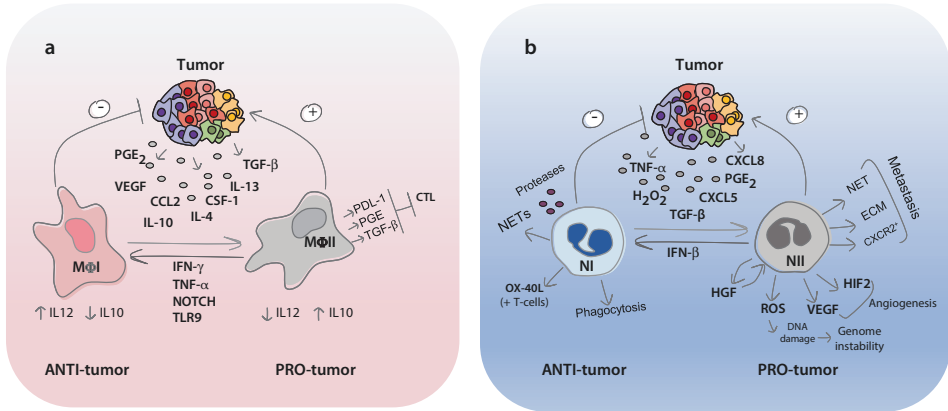 a
Tumor
-
+
PGE2
TGF-β
VEGF
IL-13
CCL2
CSF-1
IL-10
IL-4
PDL-1
PGE
TGF-β
CTL
MΦI
MΦII
IFN-γ
TNF-α
NOTCH
TLR9
↑ IL12 ↓ IL10
↓ IL12 ↑ IL10
ANTI-tumor
PRO-tumor
b
Tumor
-
+
TNF-α
CXCL8
PGE2
H2O2
CXCL5
TGF-β
IFN-β
Proteases
NETs
NI
OX-40L
(+ T-cells)
Phagocytosis
NII
NET
ECM
CXCR2+
Metastasis
HGF
ROS
VEGF
HIF2
Angiogenesis
DNA
damage
Genome
instability
ANTI-tumor
PRO-tumor